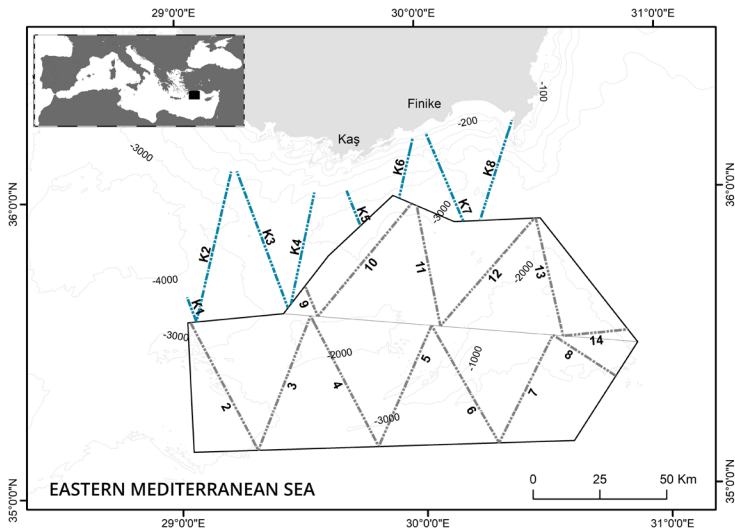 29°0'0"E 30°0'0"E 31°0'0"E
-100
Finike
-200
Kaş
-3000
K6
K8
36°0'0"N 36°0'0"N
K5
K7
-3000
K2
K3
K4
10
11
12
-2000
13
-4000
K1
9
-3000
14
-2000
-1000
8
2
3
4
5
6
7
-3000
EASTERN MEDITERRANEAN SEA
0 25 50 Km
35°0'0"N 35°0'0"N
29°0'0"E 30°0'0"E 31°0'0"E